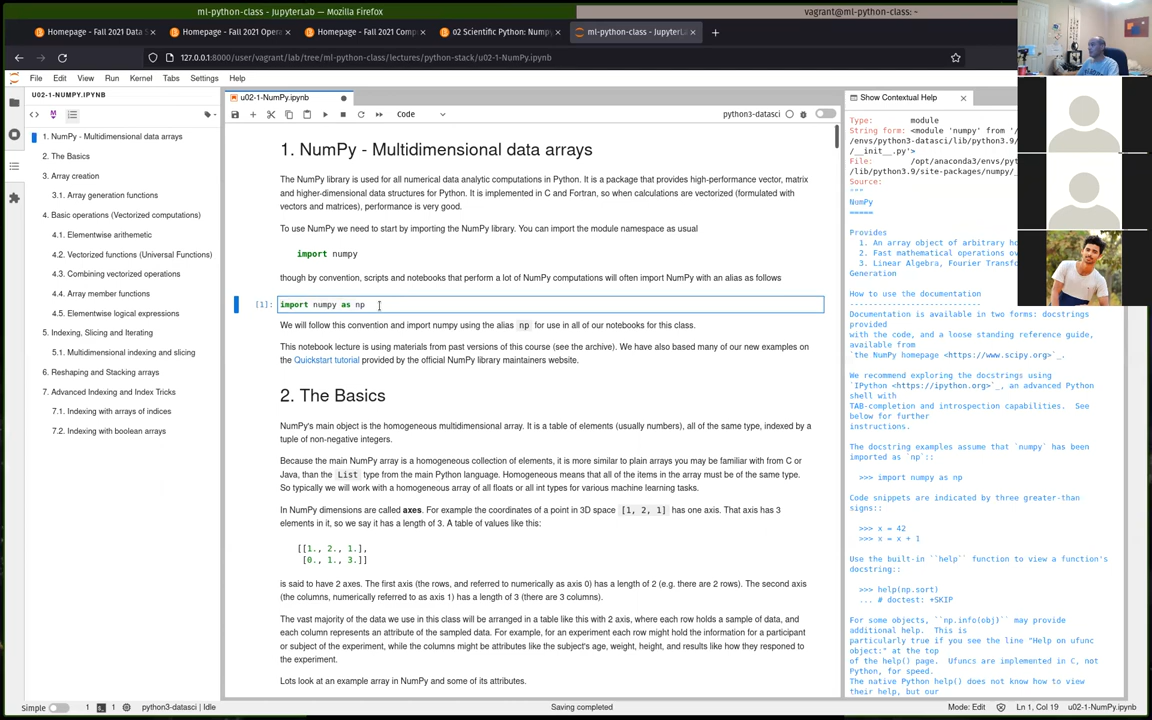 ml-python-class - JupyterLab — Mozilla Firefox
vagrant@ml-python-class: ~
Homepage - Fall 2021 Data S
Homepage - Fall 2021 Opera
Homepage - Fall 2021 Comp
02 Scientific Python: Numpy,
ml-python-class - JupyterLa
127.0.0.1:8000/user/vagrant/lab/tree/ml-python-class/lectures/python-stack/u02-1-NumPy.ipynb
File Edit View Run Kernel Tabs Settings Help
U02-1-NUMPY.IPYNB
1. NumPy - Multidimensional data arrays
2. The Basics
3. Array creation
3.1. Array generation functions
4. Basic operations (Vectorized computations)
4.1. Elementwise arithmetic
4.2. Vectorized functions (Universal Functions)
4.3. Combining vectorized operations
4.4. Array member functions
4.5. Elementwise logical expressions
5. Indexing, Slicing and Iterating
5.1. Multidimensional indexing and slicing
6. Reshaping and Stacking arrays
7. Advanced Indexing and Index Tricks
7.1. Indexing with arrays of indices
7.2. Indexing with boolean arrays
u02-1-NumPy.ipynb
Code
python3-datasci
1. NumPy - Multidimensional data arrays
The NumPy library is used for all numerical data analytic computations in Python. It is a package that provides high-performance vector, matrix
and higher-dimensional data structures for Python. It is implemented in C and Fortran, so when calculations are vectorized (formulated with
vectors and matrices), performance is very good.
To use NumPy we need to start by importing the NumPy library. You can import the module namespace as usual
import numpy
though by convention, scripts and notebooks that perform a lot of NumPy computations will often import NumPy with an alias as follows
[1]: import numpy as np
We will follow this convention and import numpy using the alias np for use in all of our notebooks for this class.
This notebook lecture is using materials from past versions of this course (see the archive). We have also based many of our new examples on
the Quickstart tutorial provided by the official NumPy library maintainers website.
2. The Basics
NumPy's main object is the homogeneous multidimensional array. It is a table of elements (usually numbers), all of the same type, indexed by a
tuple of non-negative integers.
Because the main NumPy array is a homogeneous collection of elements, it is more similar to plain arrays you may be familiar with from C or
Java, than the List type from the main Python language. Homogeneous means that all of the items in the array must be of the same type.
So typically we will work with a homogeneous array of all floats or all int types for various machine learning tasks.
In NumPy dimensions are called axes. For example the coordinates of a point in 3D space [1, 2, 1] has one axis. That axis has 3
elements in it, so we say it has a length of 3. A table of values like this:
[[1., 2., 1.],
[0., 1., 3.]]
is said to have 2 axes. The first axis (the rows, and referred to numerically as axis 0) has a length of 2 (e.g. there are 2 rows). The second axis
(the columns, numerically referred to as axis 1) has a length of 3 (there are 3 columns).
The vast majority of the data we use in this class will be arranged in a table like this with 2 axis, where each row holds a sample of data, and
each column represents an attribute of the sampled data. For example, for an experiment each row might hold the information for a participant
or subject of the experiment, while the columns might be attributes like the subject's age, weight, height, and results like how they responed to
the experiment.
Lots look at an example array in NumPy and some of its attributes.
Show Contextual Help
Type: module
String form: <module 'numpy' from '/
/envs/python3-datasci/lib/python3.9/
/__init__.py'>
File: /opt/anaconda3/envs/pyt
/lib/python3.9/site-packages/numpy/_
Source:
"""
NumPy
=====
Provides
1. An array object of arbitrary ho
2. Fast mathematical operations ov
3. Linear Algebra, Fourier Transfo
Generation
How to use the documentation
----------------------------
Documentation is available in two forms: docstrings
provided
with the code, and a loose standing reference guide,
available from
`the NumPy homepage <https://www.scipy.org>`_.
We recommend exploring the docstrings using
`IPython <https://ipython.org>`_, an advanced Python
shell with
TAB-completion and introspection capabilities. See
below for further
instructions.
The docstring examples assume that `numpy` has been
imported as `np`::
>>> import numpy as np
Code snippets are indicated by three greater-than
signs::
>>> x = 42
>>> x = x + 1
Use the built-in ``help`` function to view a function's
docstring::
>>> help(np.sort)
... # doctest: +SKIP
For some objects, ``np.info(obj)`` may provide
additional help. This is
particularly true if you see the line "Help on ufunc
object:" at the top
of the help() page. Ufuncs are implemented in C, not
Python, for speed.
The native Python help() does not know how to view
their help, but our
Simple
1
1
python3-datasci | Idle
Saving completed
Mode: Edit
Ln 1, Col 19
u02-1-NumPy.ipynb